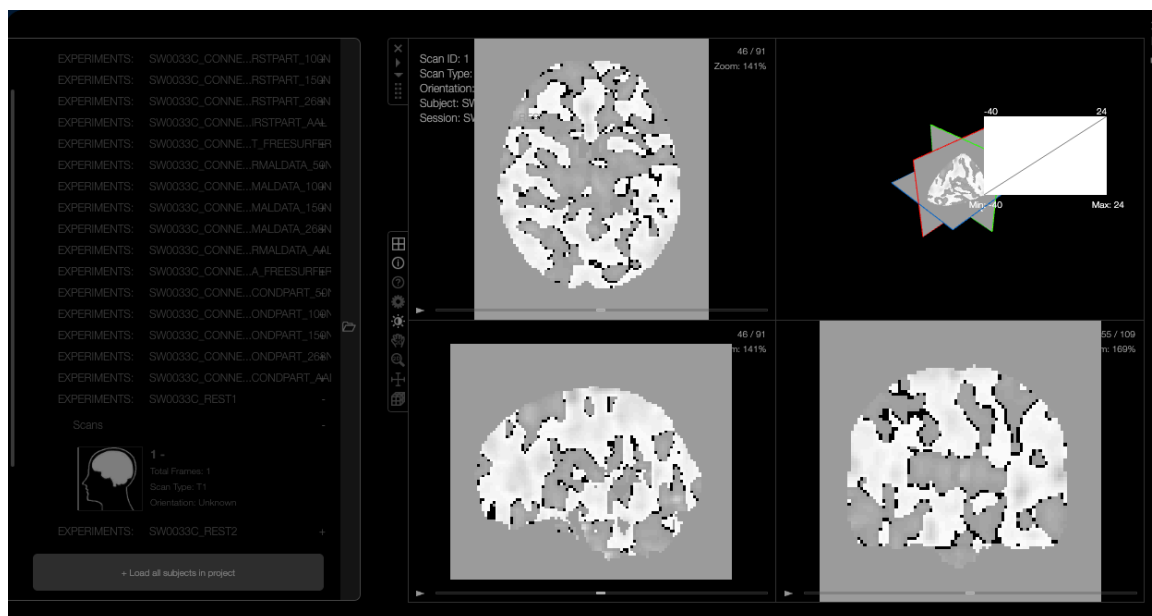 EXPERIMENTS: SW0033C_CONNE...RSTPART_100N
EXPERIMENTS: SW0033C_CONNE...RSTPART_150N
EXPERIMENTS: SW0033C_CONNE...RSTPART_268N
EXPERIMENTS: SW0033C_CONNE...IRSTPART_AAL
EXPERIMENTS: SW0033C_CONNE...T_FREESURFER
EXPERIMENTS: SW0033C_CONNE...RMALDATA_50N
EXPERIMENTS: SW0033C_CONNE...MALDATA_100N
EXPERIMENTS: SW0033C_CONNE...MALDATA_150N
EXPERIMENTS: SW0033C_CONNE...MALDATA_268N
EXPERIMENTS: SW0033C_CONNE...RMALDATA_AAL
EXPERIMENTS: SW0033C_CONNE...A_FREESURFER
EXPERIMENTS: SW0033C_CONNE...CONDPART_50N
EXPERIMENTS: SW0033C_CONNE...ONDPART_100N
EXPERIMENTS: SW0033C_CONNE...ONDPART_150N
EXPERIMENTS: SW0033C_CONNE...ONDPART_268N
EXPERIMENTS: SW0033C_CONNE...CONDPART_AAL
EXPERIMENTS: SW0033C_REST1 -
Scans -
1 -
Total Frames: 1
Scan Type: T1
Orientation: Unknown
EXPERIMENTS: SW0033C_REST2 +
+ Load all subjects in project
Scan ID: 1
Scan Type:
Orientation:
Subject: SW
Session: SW
46 / 91
Zoom: 141%
-40 24
Min: -40 Max: 24
46 / 91
m: 141%
55 / 109
m: 169%